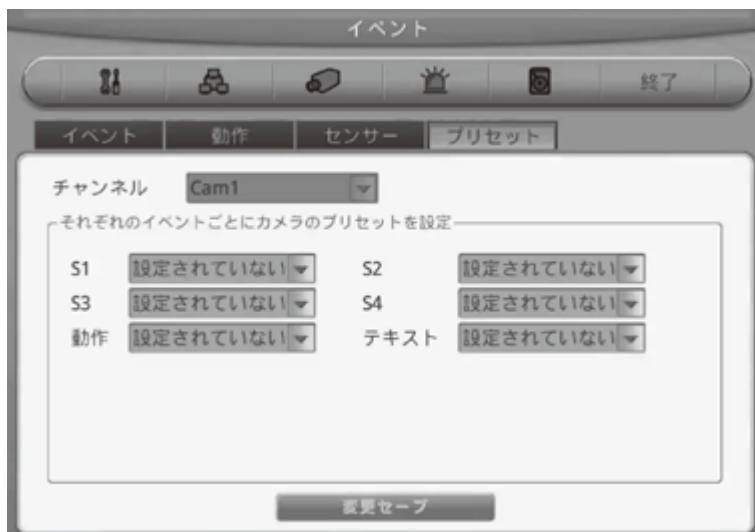 イベント
終了
イベント 動作 センサー プリセット
チャンネル Cam1
それぞれのイベントごとにカメラのプリセットを設定
S1 設定されていない S2 設定されていない
S3 設定されていない S4 設定されていない
動作 設定されていない テキスト 設定されていない
変更セーブ